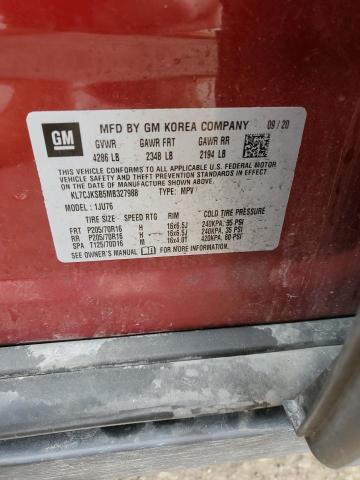 GM
MFD BY GM KOREA COMPANY 09/20
GVWR GAWR FRT GAWR RR
4286 LB 2348 LB 2194 LB
THIS VEHICLE CONFORMS TO ALL APPLICABLE U.S. FEDERAL MOTOR
VEHICLE SAFETY AND THEFT PREVENTION STANDARDS IN
EFFECT ON THE DATE OF MANUFACTURE SHOWN ABOVE.
KL7CJKSB5MB327988 TYPE: MPV
MODEL: 1JU76
TIRE SIZE SPEED RTG RIM COLD TIRE PRESSURE
FRT P205/70R16 H 16x6.5J 240KPA, 35 PSI
RR P205/70R16 H 16x6.5J 240KPA, 35 PSI
SPA T125/70D16 M 16x4.0T 420KPA, 60 PSI
SEE OWNERS MANUAL FOR ADDITIONAL INFORMATION.